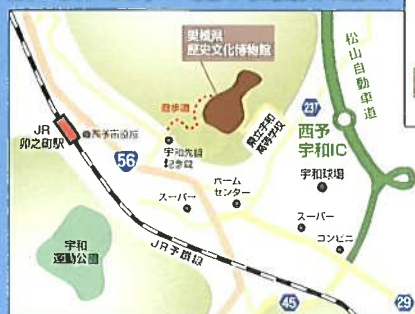 愛媛県
歴史文化博物館
松山自動車道
遊歩道
237
県立宇和
高等学校
西予
宇和IC
JR
卯之町駅
西予市役所
56
宇和先哲
記念館
宇和球場
ホーム
センター
スーパー
スーパー
コンビニ
宇和
運動公園
JR予讃線
45
29